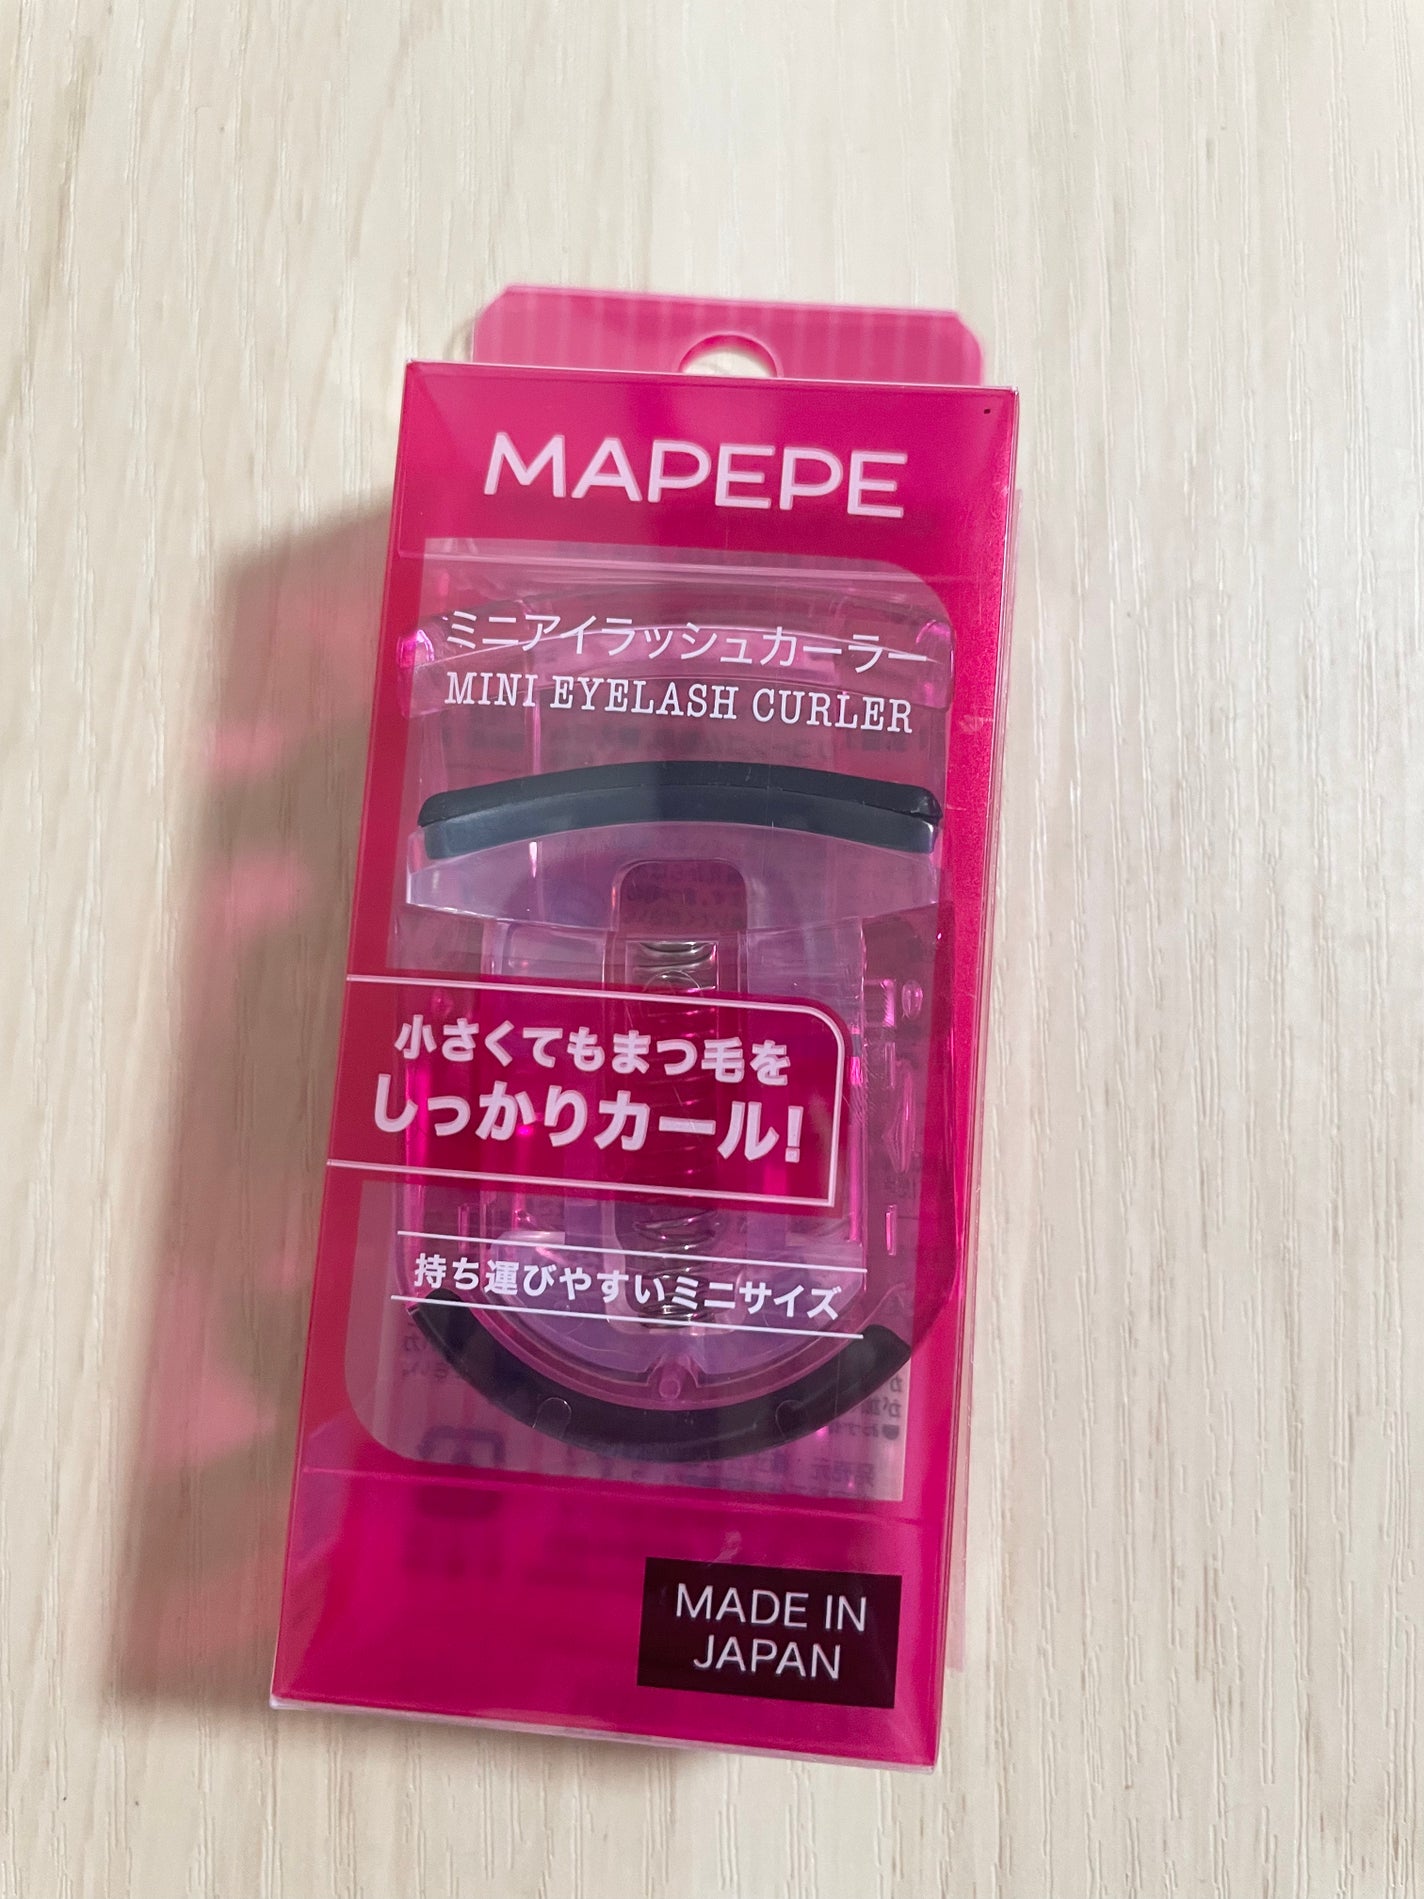 MAPEPE
ミニアイラッシュカーラー
MINI EYELASH CURLER
小さくてもまつ毛を
しっかりカール!
持ち運びやすいミニサイズ
MADE IN
JAPAN